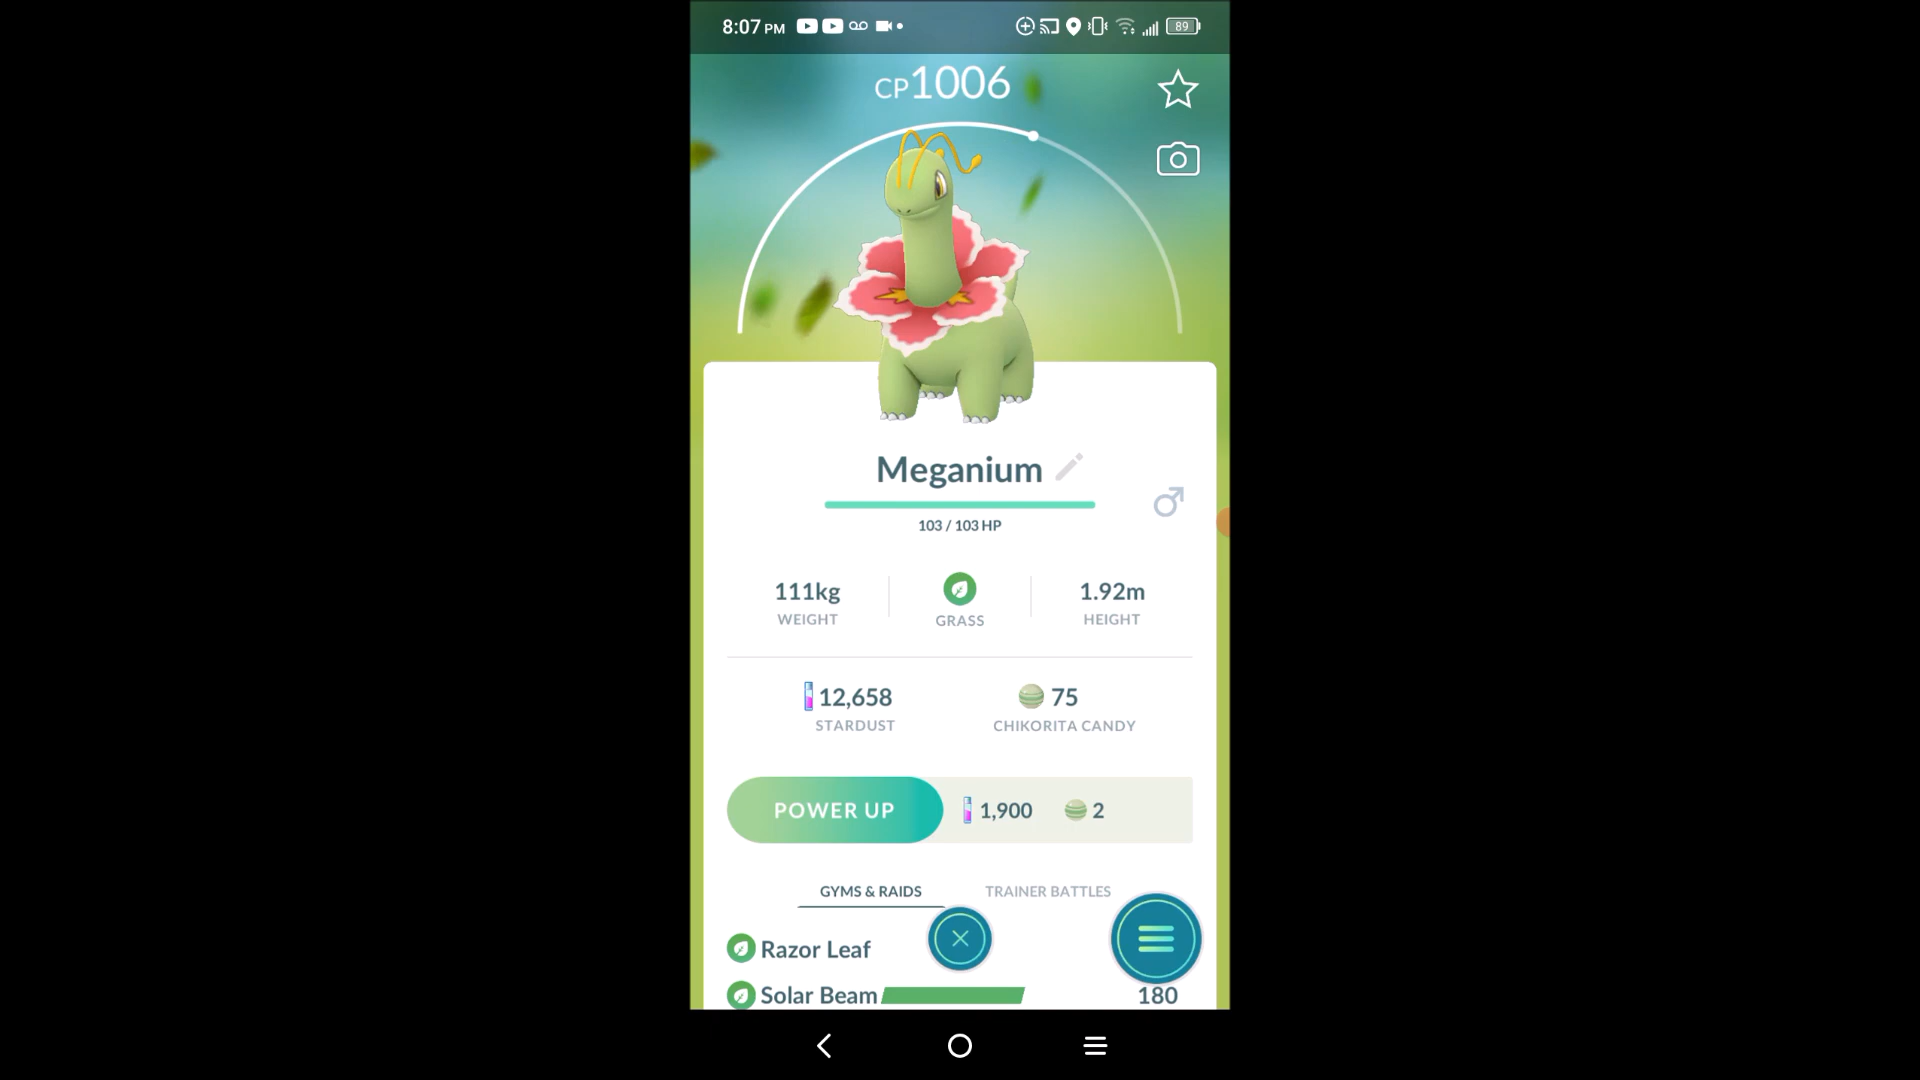 8:07 PM 89
CP1006
Meganium
103 / 103 HP
111kg 1.92m
WEIGHT GRASS HEIGHT
12,658 75
STARDUST CHIKORITA CANDY
POWER UP 1,900 2
GYMS & RAIDS TRAINER BATTLES
Razor Leaf
Solar Beam 180